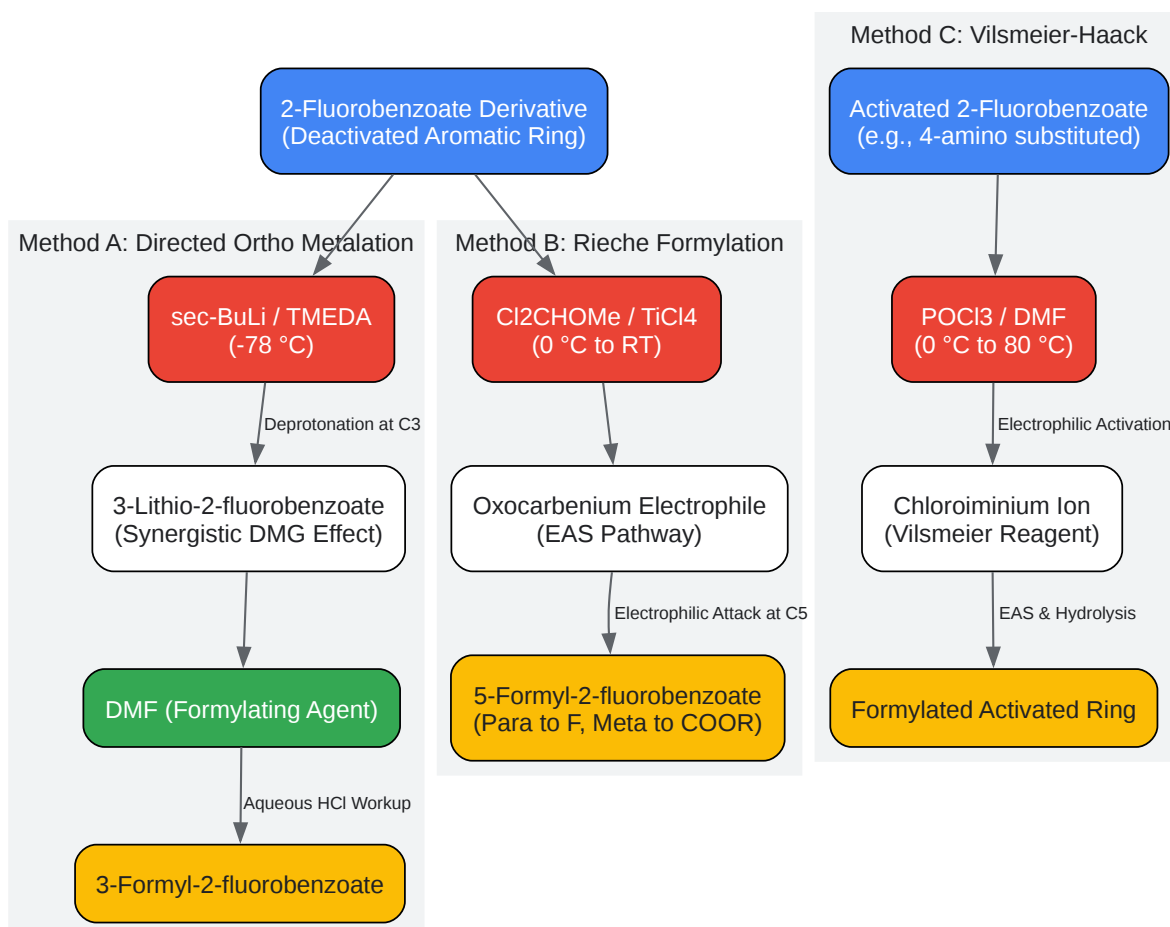 Method C: Vilsmeier-Haack
2-Fluorobenzoate Derivative
(Deactivated Aromatic Ring)
Activated 2-Fluorobenzoate
(e.g., 4-amino substituted)
Method A: Directed Ortho Metalation
Method B: Rieche Formylation
sec-BuLi / TMEDA
(-78 °C)
Cl2CHOMe / TiCl4
(0 °C to RT)
POCl3 / DMF
(0 °C to 80 °C)
Deprotonation at C3
Electrophilic Activation
3-Lithio-2-fluorobenzoate
(Synergistic DMG Effect)
Oxocarbenium Electrophile
(EAS Pathway)
Chloroiminium Ion
(Vilsmeier Reagent)
Electrophilic Attack at C5
EAS & Hydrolysis
DMF (Formylating Agent)
5-Formyl-2-fluorobenzoate
(Para to F, Meta to COOR)
Formylated Activated Ring
Aqueous HCl Workup
3-Formyl-2-fluorobenzoate